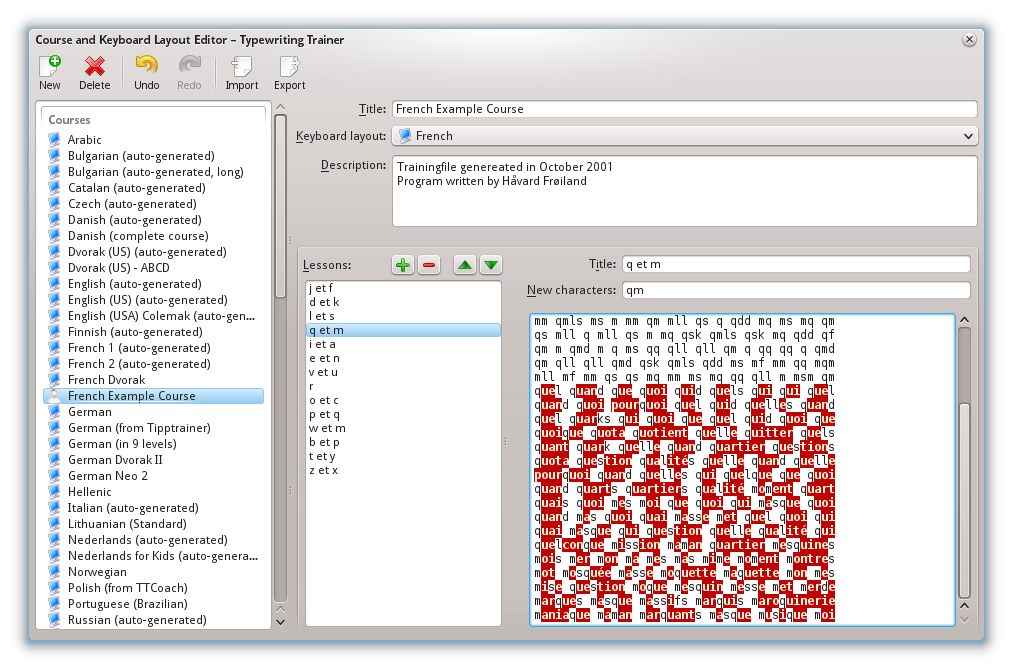 Course and Keyboard Layout Editor – Typewriting Trainer
New
Delete
Undo
Redo
Import
Export
Courses
Arabic
Bulgarian (auto-generated)
Bulgarian (auto-generated, long)
Catalan (auto-generated)
Czech (auto-generated)
Danish (auto-generated)
Danish (complete course)
Dvorak (US) (auto-generated)
Dvorak (US) - ABCD
English (auto-generated)
English (US) (auto-generated)
English (USA) Colemak (auto-gen...
Finnish (auto-generated)
French 1 (auto-generated)
French 2 (auto-generated)
French Dvorak
French Example Course
German
German (from Tipptrainer)
German (in 9 levels)
German Dvorak II
German Neo 2
Hellenic
Italian (auto-generated)
Lithuanian (Standard)
Nederlands (auto-generated)
Nederlands for Kids (auto-genera...
Norwegian
Polish (from TTCoach)
Portuguese (Brazilian)
Russian (auto-generated)
Title: French Example Course
Keyboard layout: French
Description: Trainingfile genereated in October 2001
Program written by Håvard Frøiland
Lessons:
j et f
d et k
l et s
q et m
i et a
e et n
v et u
r
o et c
p et q
w et m
b et p
t et y
z et x
Title: q et m
New characters: qm
mm qmls ms m mm qm mll qs q qdd mq ms mq qm
qs mll q mll qs m mq qsk qmls qsk mq qdd qf
qm m qmd m q ms qq qll qll qm q qq qq q qmd
qm qll qll qmd qsk qmls qdd ms mf mm qq mqm
mll mf mm qs qs mq mm ms mq qq qll m msm qm
quel quand que quoi quid quels qui qui quel
quand quoi pourquoi quel quid quelles quand
quel quarks qui quoi que quel quid quoi que
quoique quota quotient quelle quitter quels
quant quark quelle quand quartier questions
quota question qualités quelle quand quelle
pourquoi quand quelles qui quelque que quoi
quand quarts quartiers qualité moment quart
quais quoi mes moi que quoi qui masque quoi
quand mas quoi quai masse met quel quoi qui
quai masque qui question quelle qualité qui
quelconque mission maman quartier mesquines
mois mer mon ma mes mas mime moment montres
mot mosquée masse moquette maquette mon mes
mise question moque mesquin messe met merde
marques masque massifs marquis maroquinerie
maniaque maman marquants masque musique moi